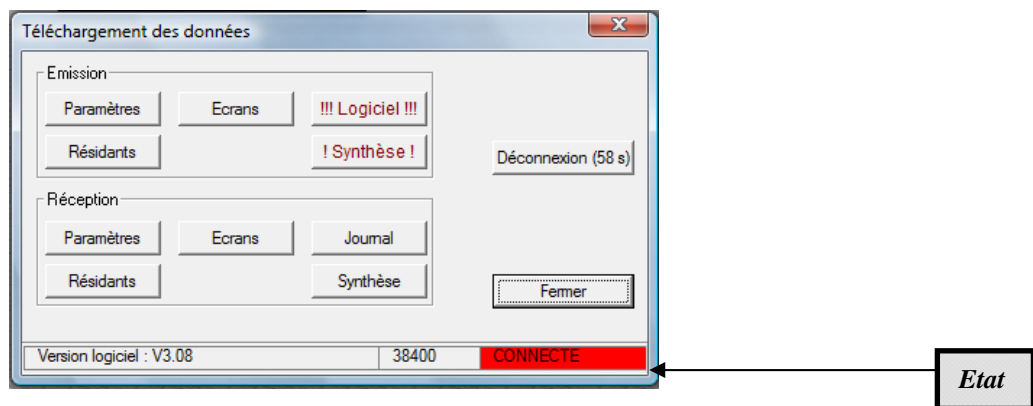 Téléchargement des données
Emission
Paramètres Ecrans !!! Logiciel !!!
Résidants ! Synthèse !
Déconnexion (58 s)
Réception
Paramètres Ecrans Journal
Résidants Synthèse
Fermer
Version logiciel : V3.08 38400 CONNECTE
Etat